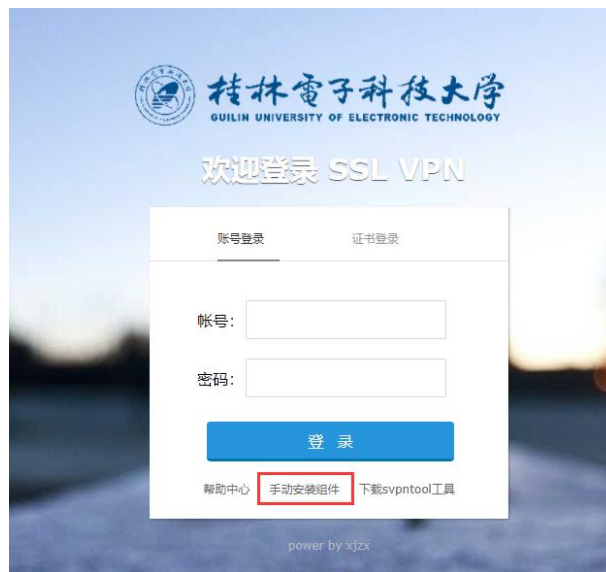 桂林電子科技大学
GUILIN UNIVERSITY OF ELECTRONIC TECHNOLOGY
欢迎登录 SSL VPN
账号登录 证书登录
帐号：
密码：
登 录
帮助中心 手动安装组件 下载svpntool工具
power by xjzx